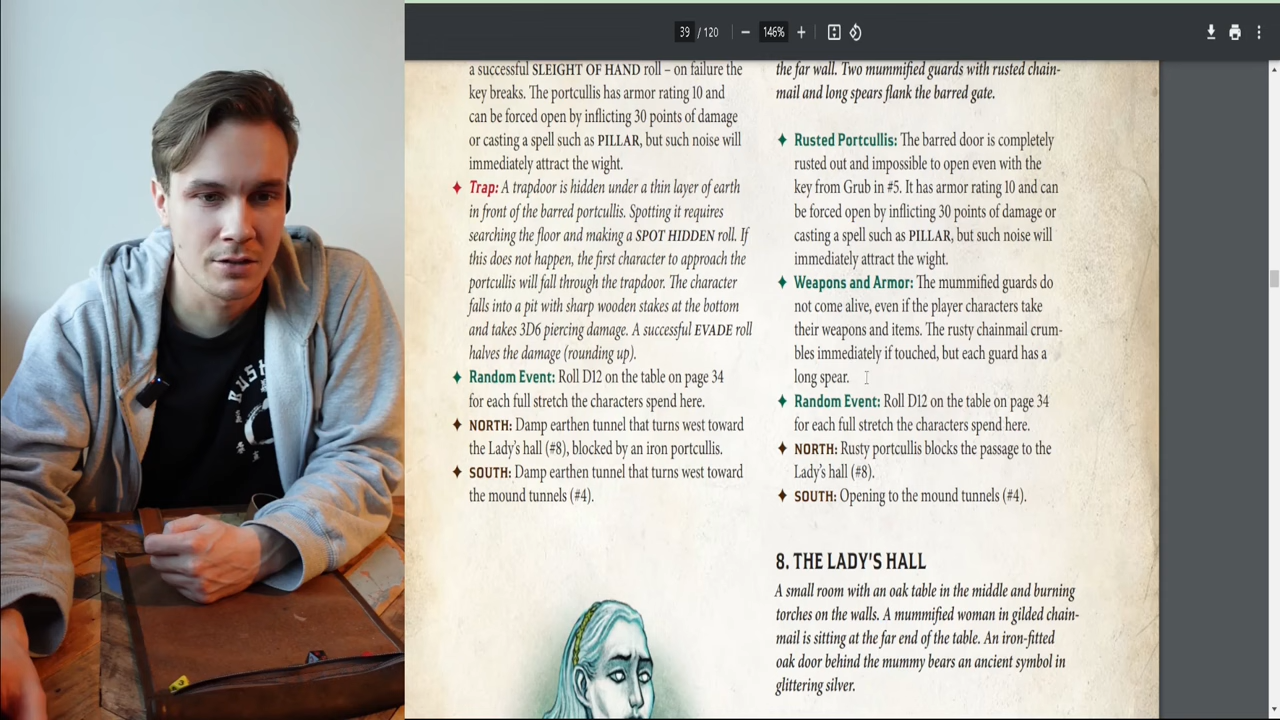 39 / 120
146%
a successful SLEIGHT OF HAND roll – on failure the
key breaks. The portcullis has armor rating 10 and
can be forced open by inflicting 30 points of damage
or casting a spell such as PILLAR, but such noise will
immediately attract the wight.
Trap: A trapdoor is hidden under a thin layer of earth
in front of the barred portcullis. Spotting it requires
searching the floor and making a SPOT HIDDEN roll. If
this does not happen, the first character to approach the
portcullis will fall through the trapdoor. The character
falls into a pit with sharp wooden stakes at the bottom
and takes 3D6 piercing damage. A successful EVADE roll
halves the damage (rounding up).
Random Event: Roll D12 on the table on page 34
for each full stretch the characters spend here.
NORTH: Damp earthen tunnel that turns west toward
the Lady's hall (#8), blocked by an iron portcullis.
SOUTH: Damp earthen tunnel that turns west toward
the mound tunnels (#4).
the far wall. Two mummified guards with rusted chain-
mail and long spears flank the barred gate.
Rusted Portcullis: The barred door is completely
rusted out and impossible to open even with the
key from Grub in #5. It has armor rating 10 and can
be forced open by inflicting 30 points of damage or
casting a spell such as PILLAR, but such noise will
immediately attract the wight.
Weapons and Armor: The mummified guards do
not come alive, even if the player characters take
their weapons and items. The rusty chainmail crum-
bles immediately if touched, but each guard has a
long spear.
Random Event: Roll D12 on the table on page 34
for each full stretch the characters spend here.
NORTH: Rusty portcullis blocks the passage to the
Lady's hall (#8).
SOUTH: Opening to the mound tunnels (#4).
8. THE LADY'S HALL
A small room with an oak table in the middle and burning
torches on the walls. A mummified woman in gilded chain-
mail is sitting at the far end of the table. An iron-fitted
oak door behind the mummy bears an ancient symbol in
glittering silver.